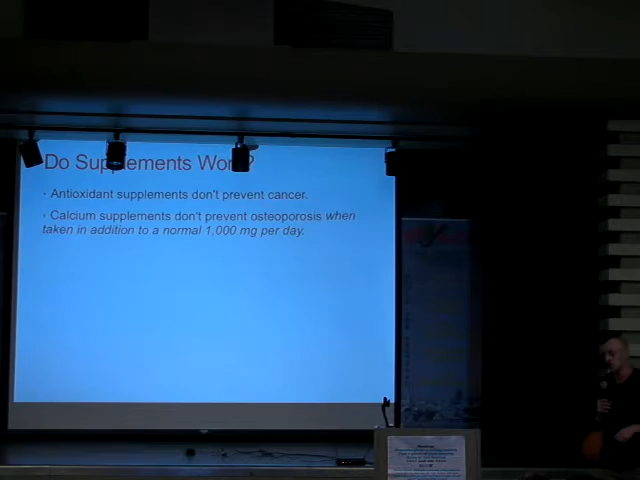 Do Supplements Work?
· Antioxidant supplements don't prevent cancer.
· Calcium supplements don't prevent osteoporosis when
taken in addition to a normal 1,000 mg per day.